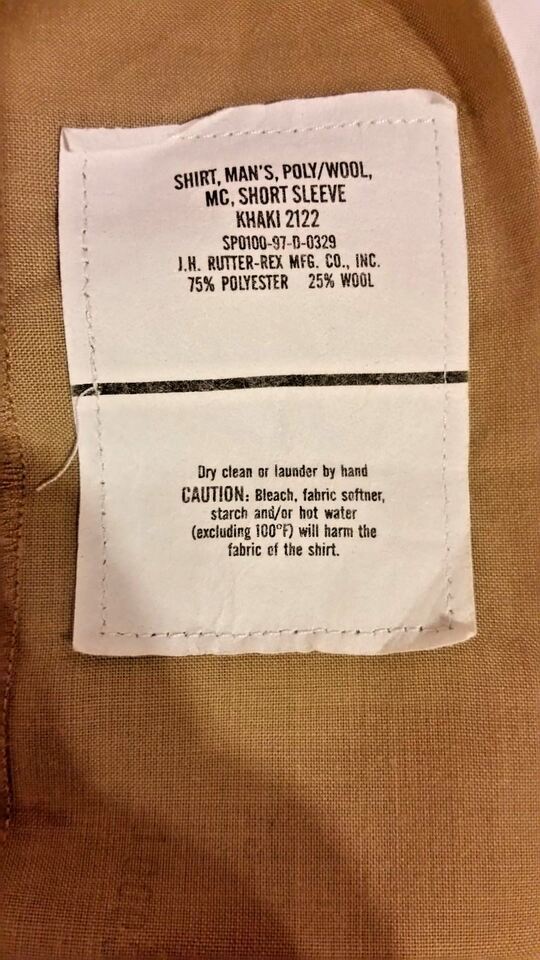 SHIRT, MAN'S, POLY/WOOL,
MC, SHORT SLEEVE
KHAKI 2122
SPO100-97-D-0329
J.H. RUTTER-REX MFG. CO., INC.
75% POLYESTER 25% WOOL
Dry clean or launder by hand
CAUTION: Bleach, fabric softner,
starch and/or hot water
(excluding 100°F) will harm the
fabric of the shirt.